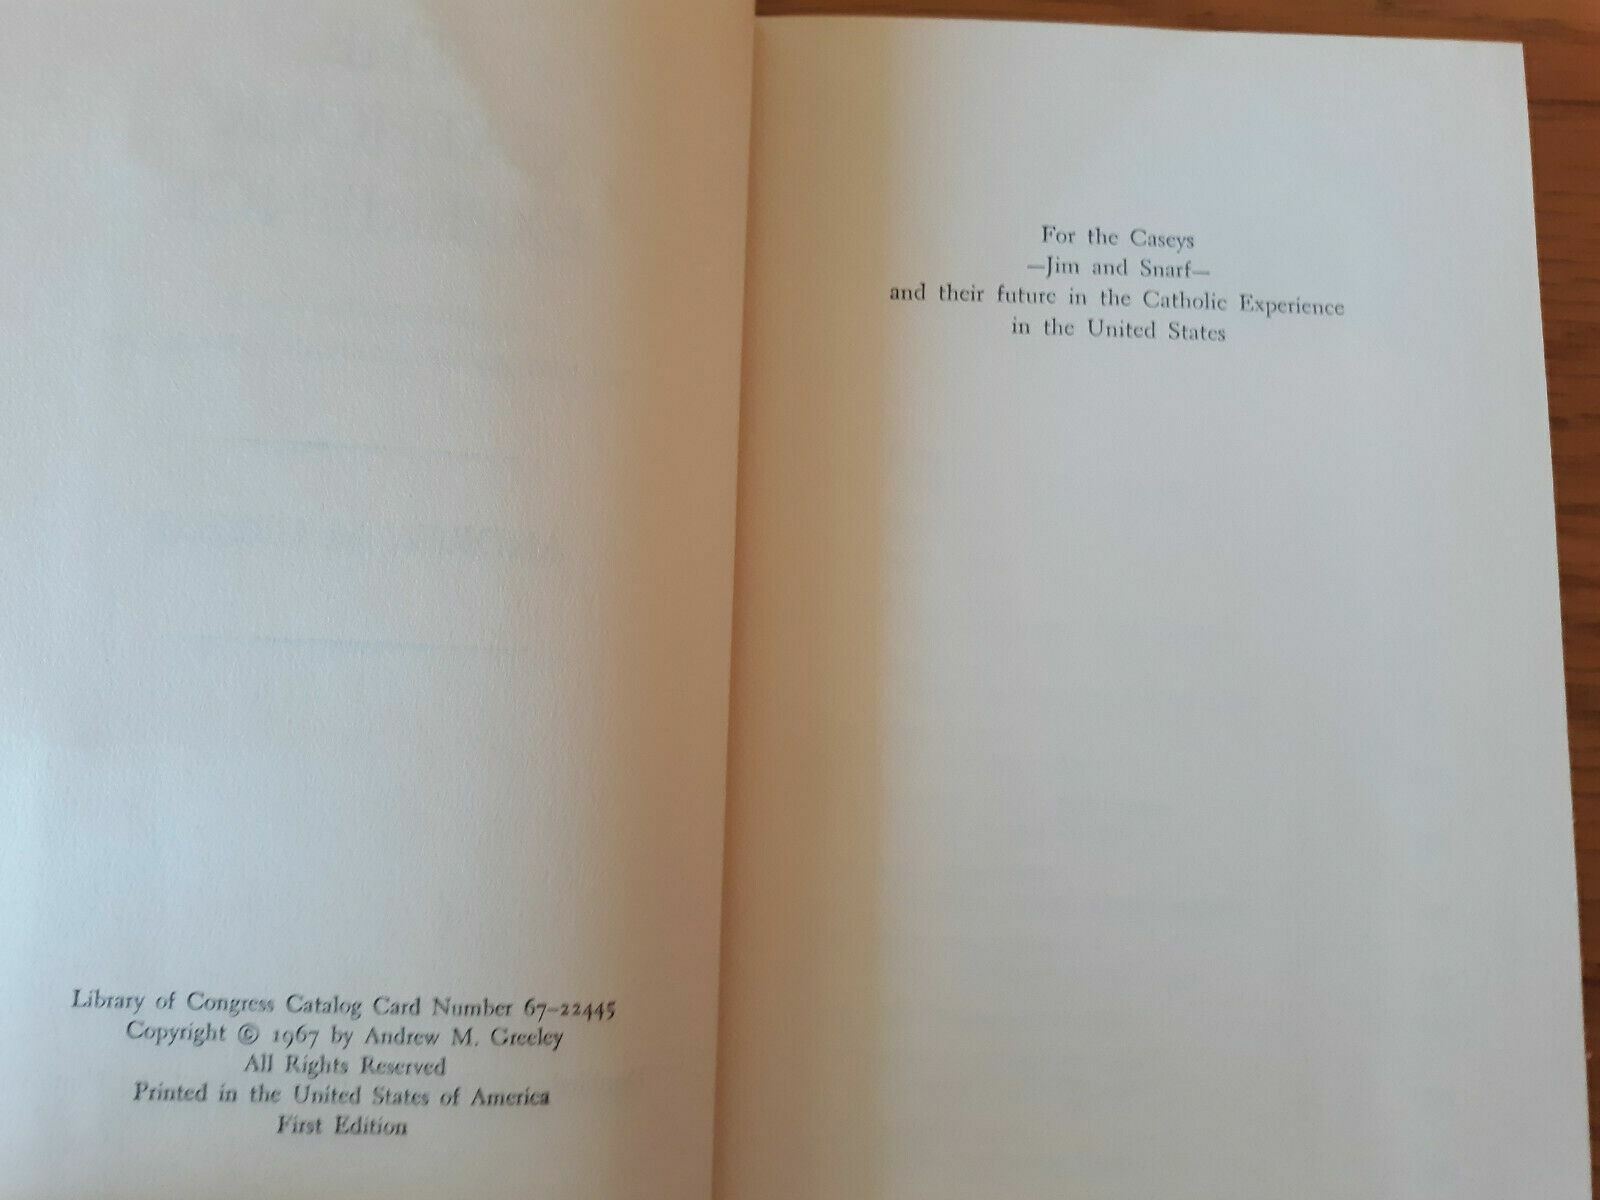 Library of Congress Catalog Card Number 67–22445
Copyright © 1967 by Andrew M. Greeley
All Rights Reserved
Printed in the United States of America
First Edition
For the Caseys
—Jim and Snarf—
and their future in the Catholic Experience
in the United States